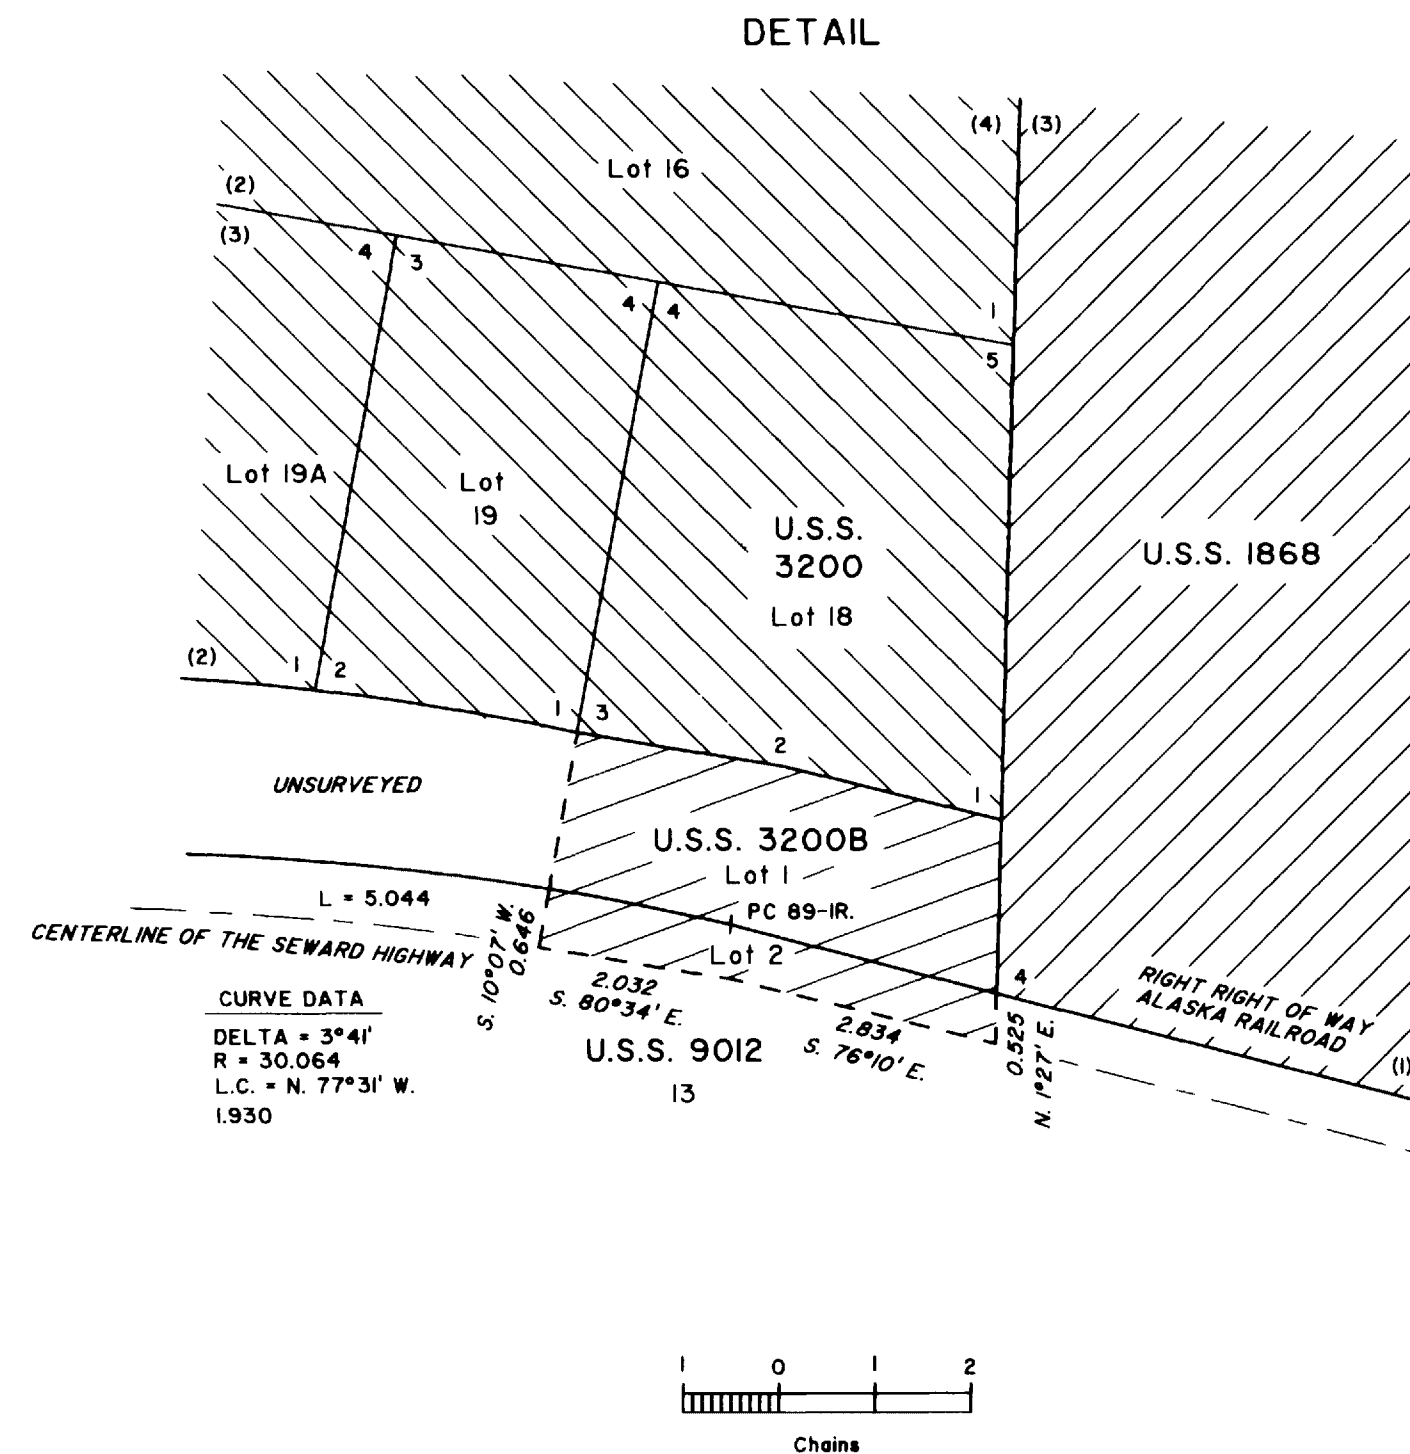 DETAIL
(4) (3)
Lot 16
(2)
(3)
4 3
4 4
1
5
Lot 19A
Lot
19
U.S.S.
3200
Lot 18
U.S.S. 1868
(2)
1 2
1 3
2
1
UNSURVEYED
U.S.S. 3200B
Lot 1
L = 5.044
PC 89-IR.
CENTERLINE OF THE SEWARD HIGHWAY
S. 10°07' W.
0.646
Lot 2
4
RIGHT RIGHT OF WAY
ALASKA RAILROAD
2.032
S. 80°34' E.
2.834
S. 76°10' E.
0.525
N. 1°27' E.
(1)
CURVE DATA
DELTA = 3°41'
R = 30.064
L.C. = N. 77°31' W.
1.930
U.S.S. 9012
13
1 0 1 2
Chains